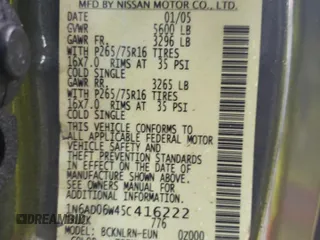 MFD BY NISSAN MOTOR CO., LTD.
DATE 01/05
GVWR 5600 LB
GAWR FR. 3296 LB
WITH P265/75R16 TIRES
16X7.0 RIMS AT 35 PSI
COLD SINGLE
GAWR RR. 3265 LB
WITH P265/75R16 TIRES
16X7.0 RIMS AT 35 PSI
COLD SINGLE
THIS VEHICLE CONFORMS TO
ALL APPLICABLE FEDERAL MOTOR
VEHICLE SAFETY AND BUMPER
STANDARDS IN EFFECT ON THE
DATE OF MANUFACTURE SHOWN ABOVE.
SEE OWNERS MANUAL
FOR ADDITIONAL INFO
1N6AD06W45C416222
776
MODEL: BCKNLRN-EUN 02000